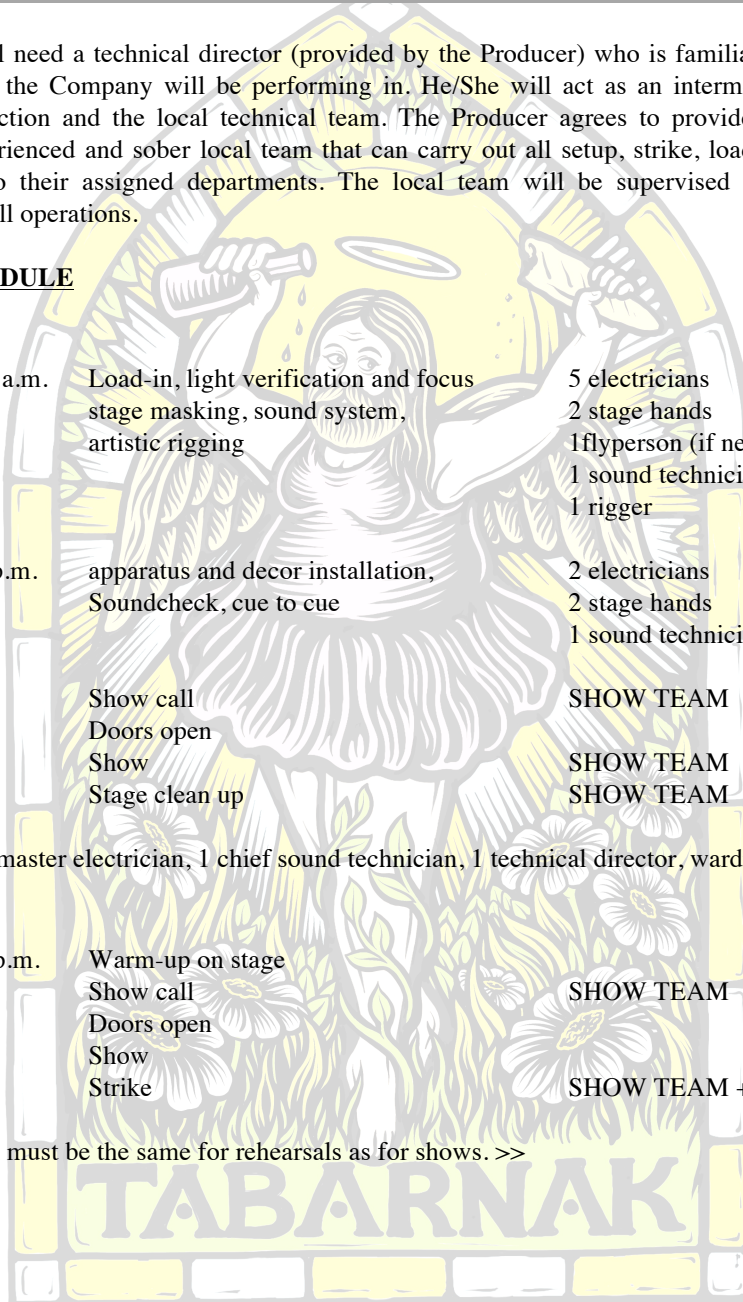 l need a technical director (provided by the Producer) who is familia
the Company will be performing in. He/She will act as an interm
ction and the local technical team. The Producer agrees to provide
rienced and sober local team that can carry out all setup, strike, load
o their assigned departments. The local team will be supervised
ll operations.
DULE
a.m. Load-in, light verification and focus 5 electricians
stage masking, sound system, 2 stage hands
artistic rigging 1flyperson (if ne
1 sound technici
1 rigger
p.m. apparatus and decor installation, 2 electricians
Soundcheck, cue to cue 2 stage hands
1 sound technici
Show call SHOW TEAM
Doors open
Show SHOW TEAM
Stage clean up SHOW TEAM
master electrician, 1 chief sound technician, 1 technical director, ward
p.m. Warm-up on stage
Show call SHOW TEAM
Doors open
Show
Strike SHOW TEAM +
must be the same for rehearsals as for shows. >>
TABARNAK